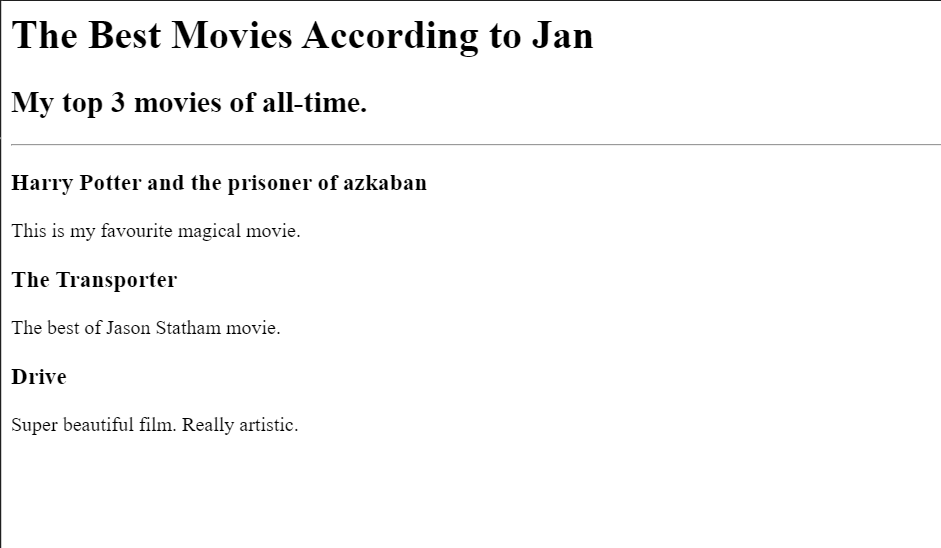 The Best Movies According to Jan
My top 3 movies of all-time.
Harry Potter and the prisoner of azkaban
This is my favourite magical movie.
The Transporter
The best of Jason Statham movie.
Drive
Super beautiful film. Really artistic.